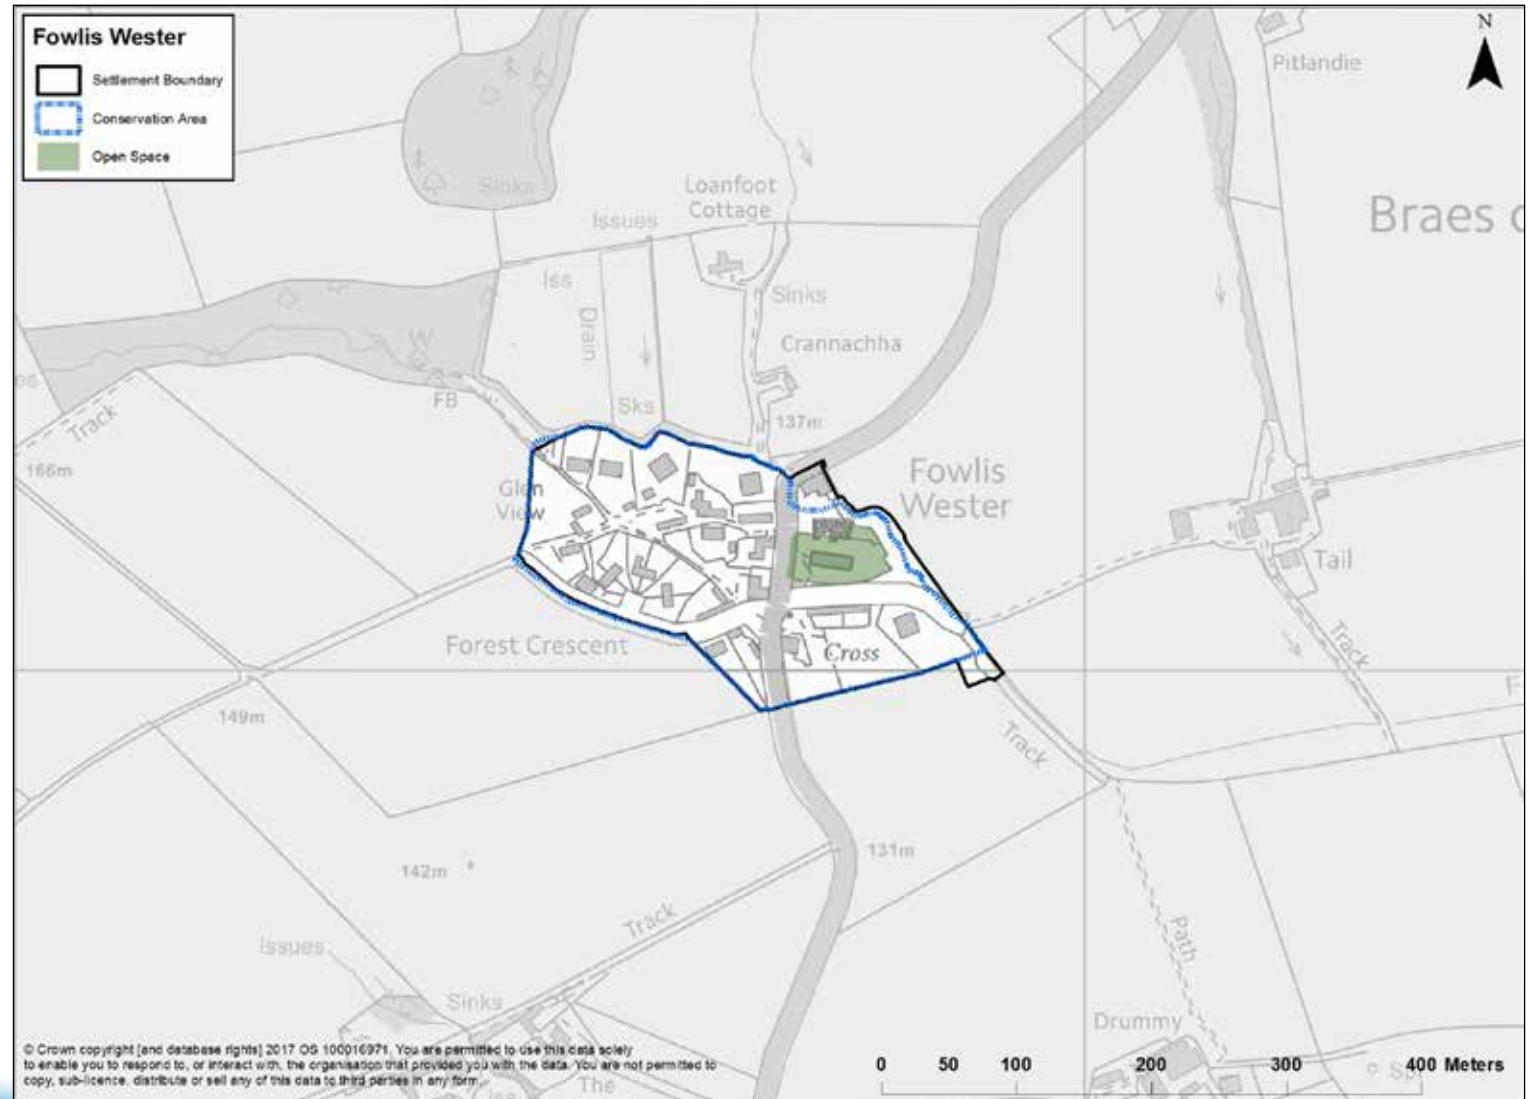 Fowlis Wester
Settlement Boundary
Conservation Area
Open Space
N
Pitlandie
Braes
Sinks
Loanfoot
Cottage
Issues
Iss
Drain
Sinks
Crannachha
W
FB
Sks
137m
Track
166m
Glen
View
Fowlis
Wester
Tail
Forest Crescent
Cross
Track
149m
Track
131m
142m
Track
Path
Issues
Sinks
Drummy
© Crown copyright [and database rights] 2017 OS 100016971. You are permitted to use this data solely
to enable you to respond to, or interact with, the organisation that provided you with the data. You are not permitted to
copy, sub-licence, distribute or sell any of this data to third parties in any form.
The
Iss
0 50 100 200 300 400 Meters